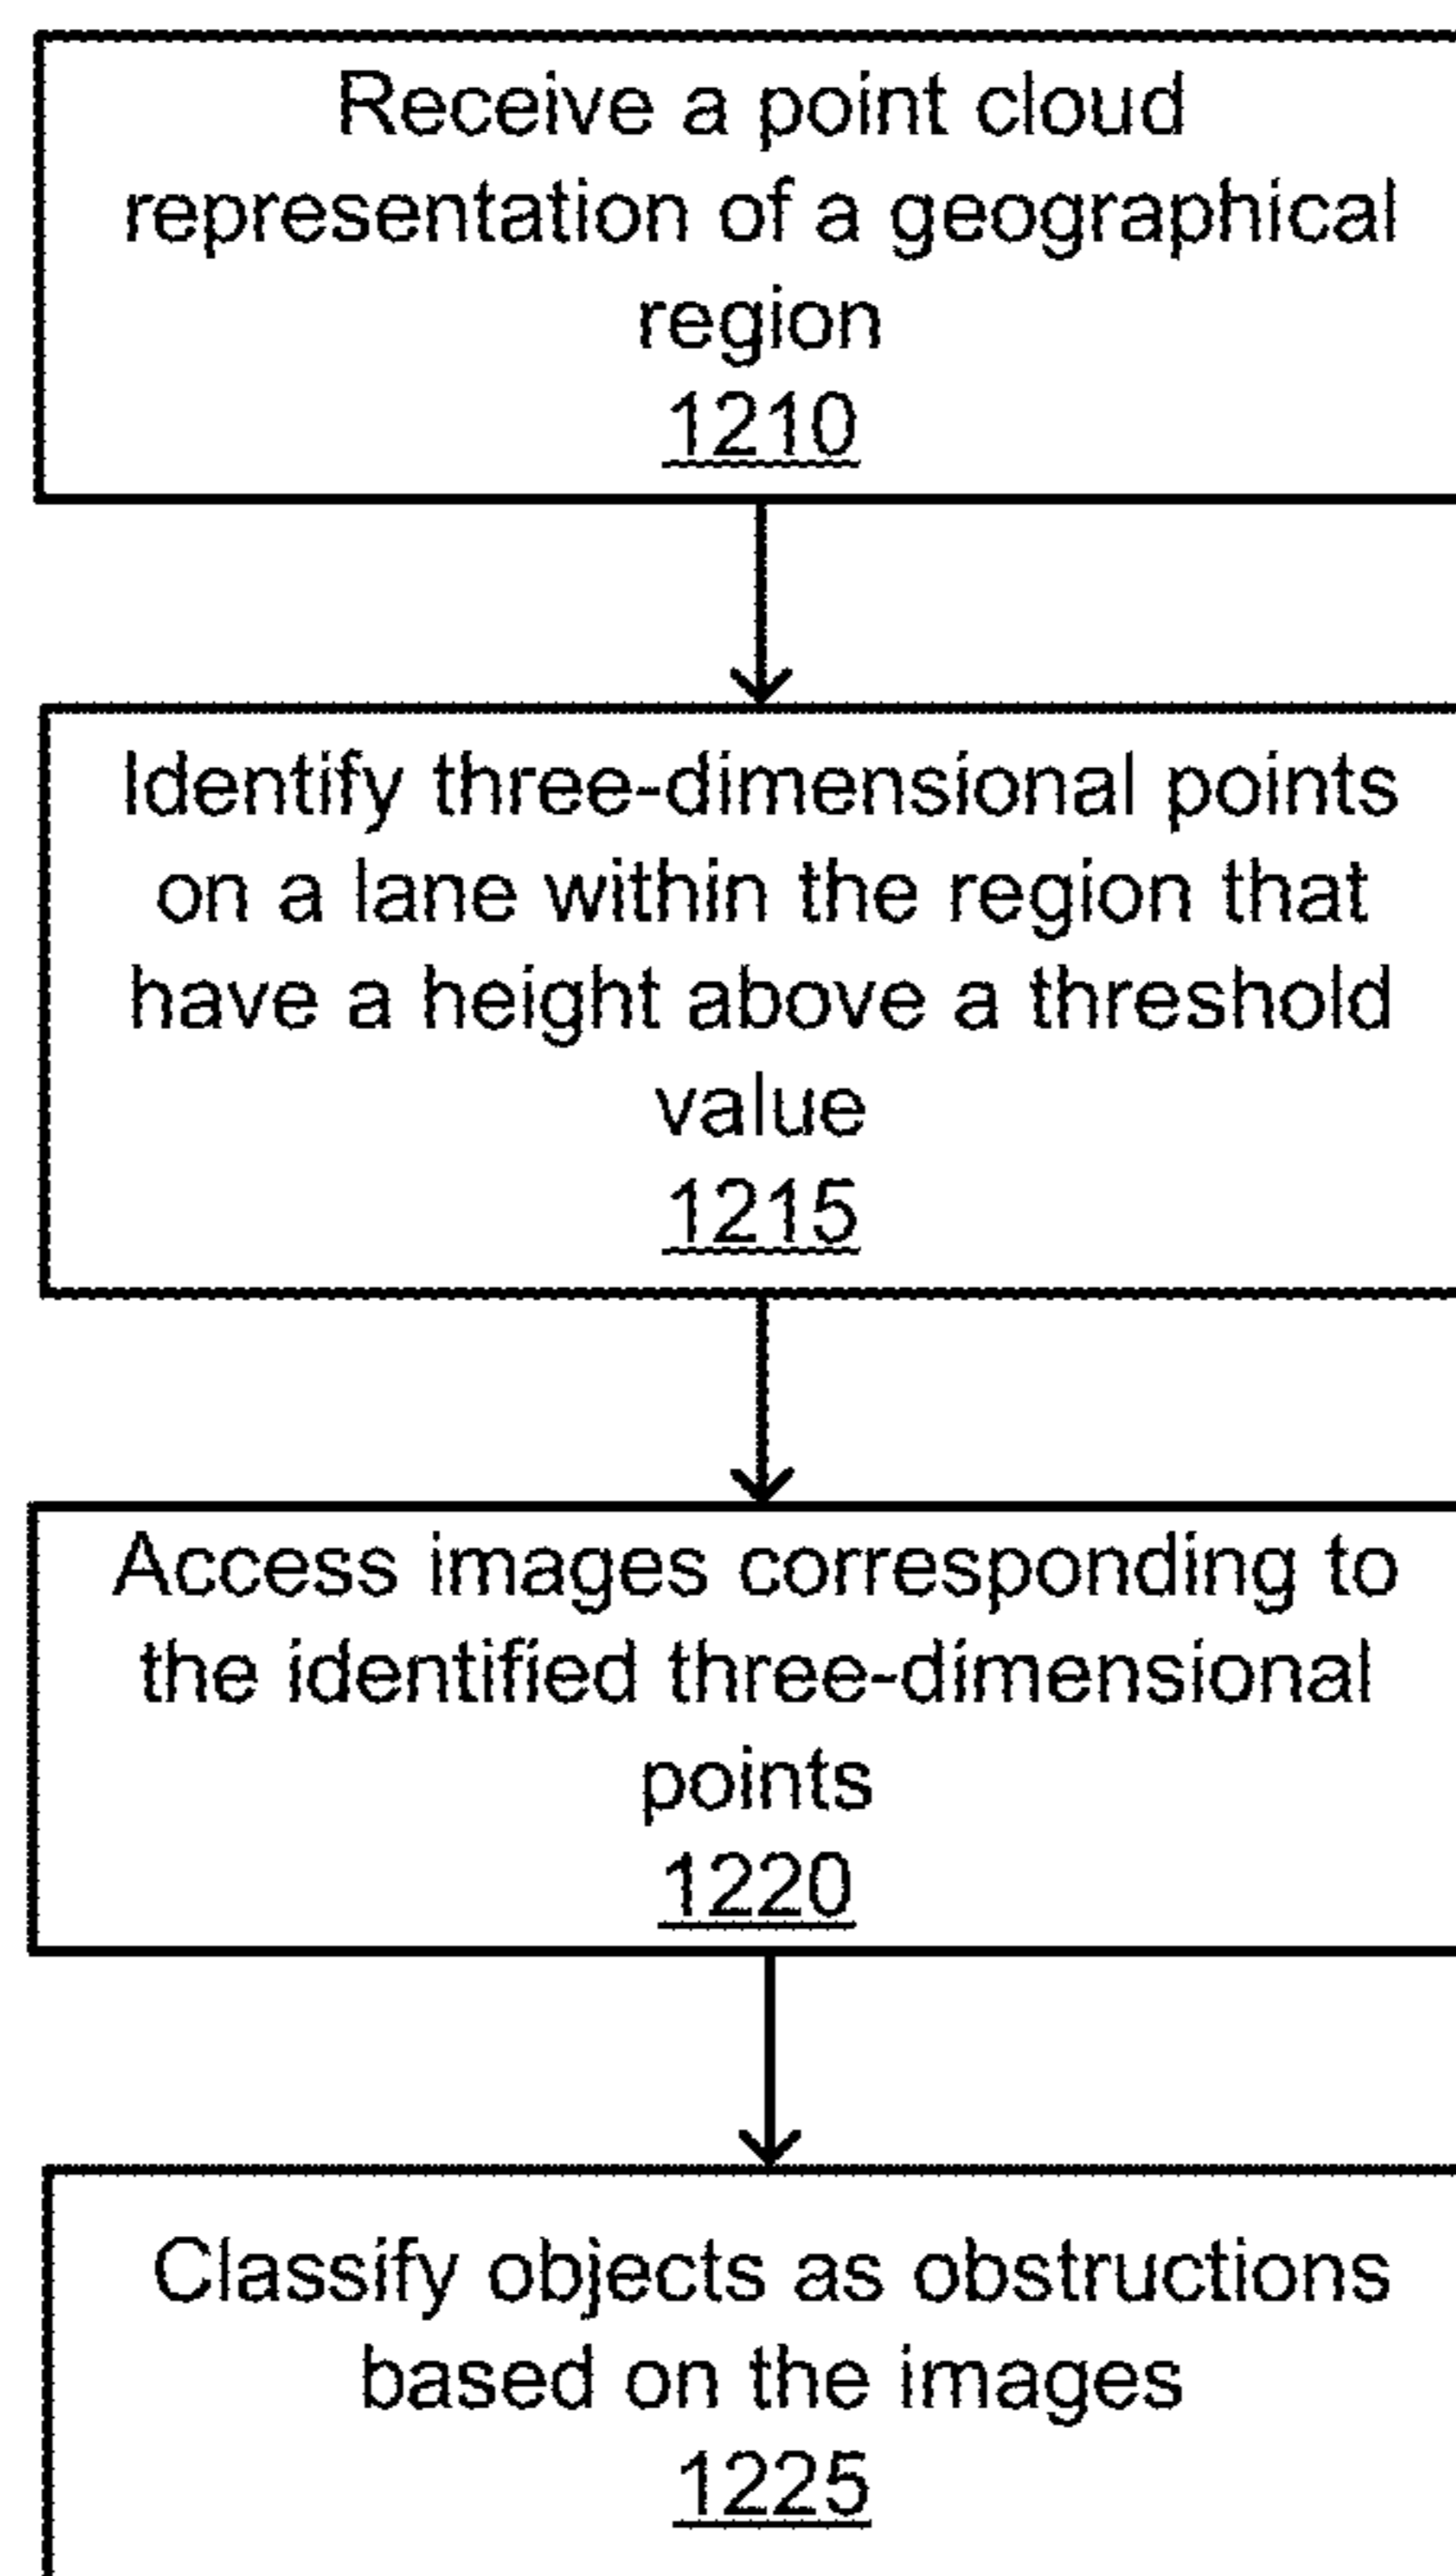 Receive a point cloud
representation of a geographical
region
1210
Identify three-dimensional points
on a lane within the region that
have a height above a threshold
value
1215
Access images corresponding to
the identified three-dimensional
points
1220
Classify objects as obstructions
based on the images
1225